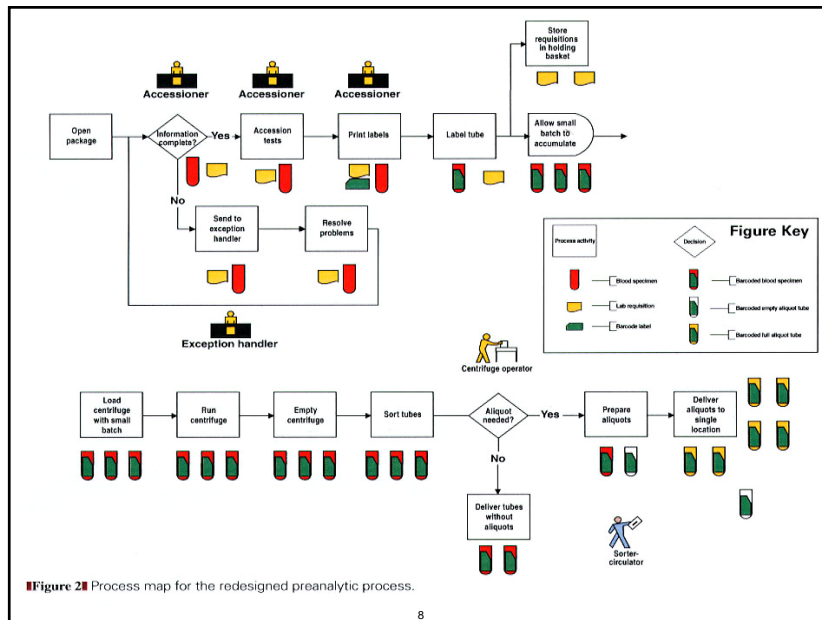 Store
requisitions
in holding
basket
Accessioner
Accessioner
Accessioner
Open
package
Information
complete?
Yes
Accession
tests
Print labels
Label tube
Allow small
batch to
accumulate
No
Send to
exception
handler
Resolve
problems
Exception handler
Figure Key
Process activity
Decision
Blood specimen
Barcoded blood specimen
Lab requisition
Barcoded empty aliquot tube
Barcode label
Barcoded full aliquot tube
Centrifuge operator
Load
centrifuge
with small
batch
Run
centrifuge
Empty
centrifuge
Sort tubes
Aliquot
needed?
Yes
Prepare
aliquots
Deliver
aliquots to
single
location
No
Deliver tubes
without
aliquots
Sorter-
circulator
Figure 2 Process map for the redesigned preanalytic process.
8